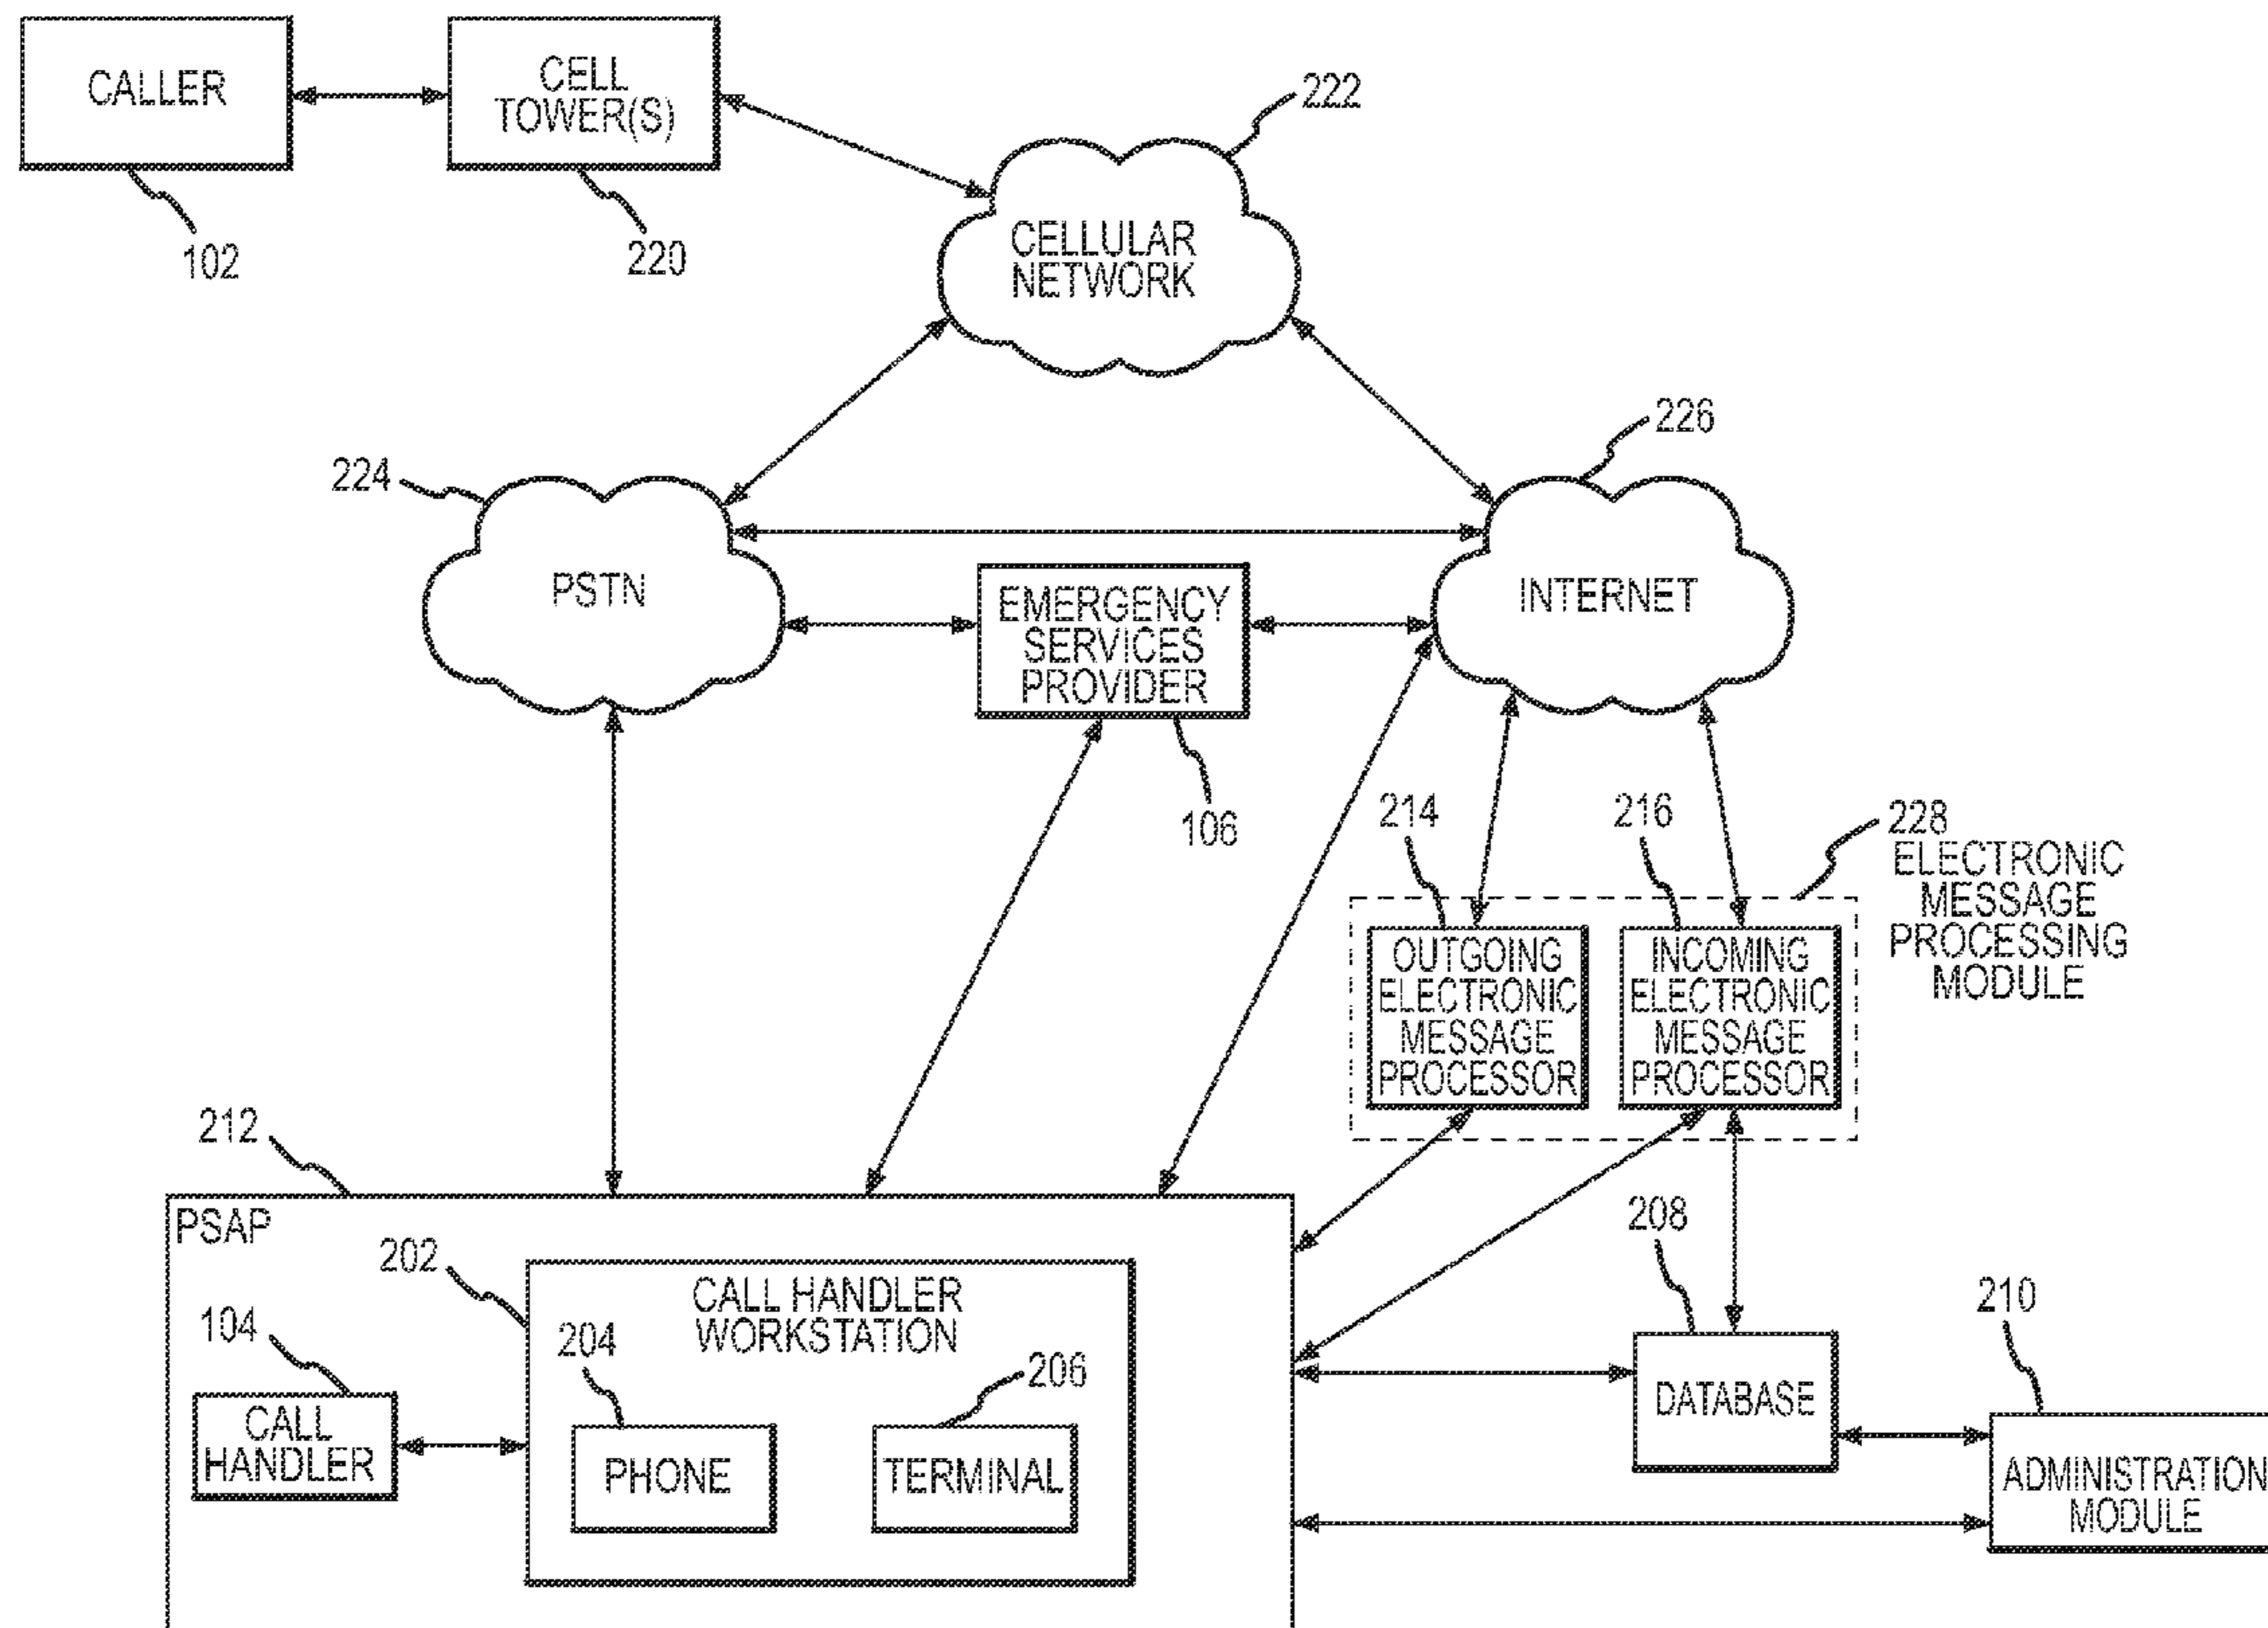 CALLER
CELL
TOWER(S)
222
102
220
CELLULAR
NETWORK
226
224
PSTN
EMERGENCY
SERVICES
PROVIDER
INTERNET
106
214
216
228
ELECTRONIC
MESSAGE
PROCESSING
MODULE
OUTGOING
ELECTRONIC
MESSAGE
PROCESSOR
INCOMING
ELECTRONIC
MESSAGE
PROCESSOR
212
PSAP
202
CALL HANDLER
WORKSTATION
208
210
104
204
206
CALL
HANDLER
PHONE
TERMINAL
DATABASE
ADMINISTRATION
MODULE